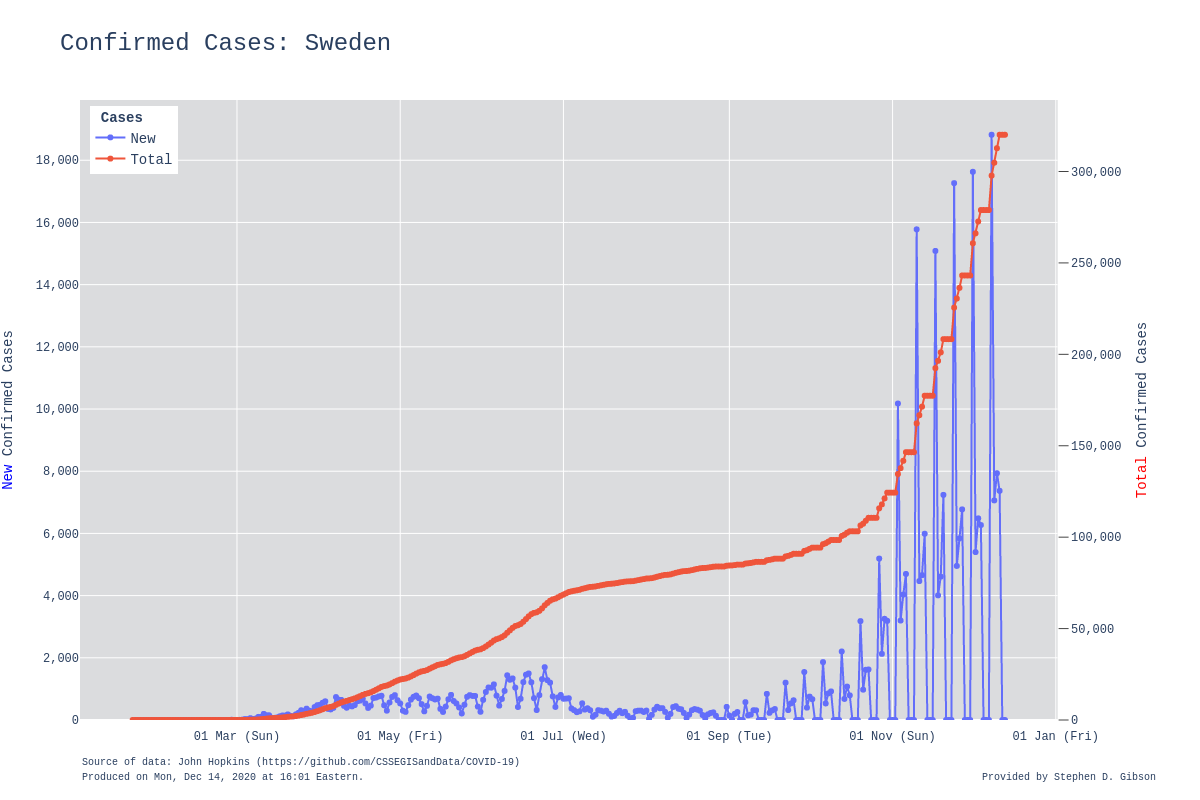 Confirmed Cases: Sweden
Cases
New
Total
18,000
16,000
14,000
12,000
10,000
8,000
6,000
4,000
2,000
0
New Confirmed Cases
300,000
250,000
200,000
150,000
100,000
50,000
0
Total Confirmed Cases
01 Mar (Sun)
01 May (Fri)
01 Jul (Wed)
01 Sep (Tue)
01 Nov (Sun)
01 Jan (Fri)
Source of data: John Hopkins (https://github.com/CSSEGISandData/COVID-19)
Produced on Mon, Dec 14, 2020 at 16:01 Eastern.
Provided by Stephen D. Gibson